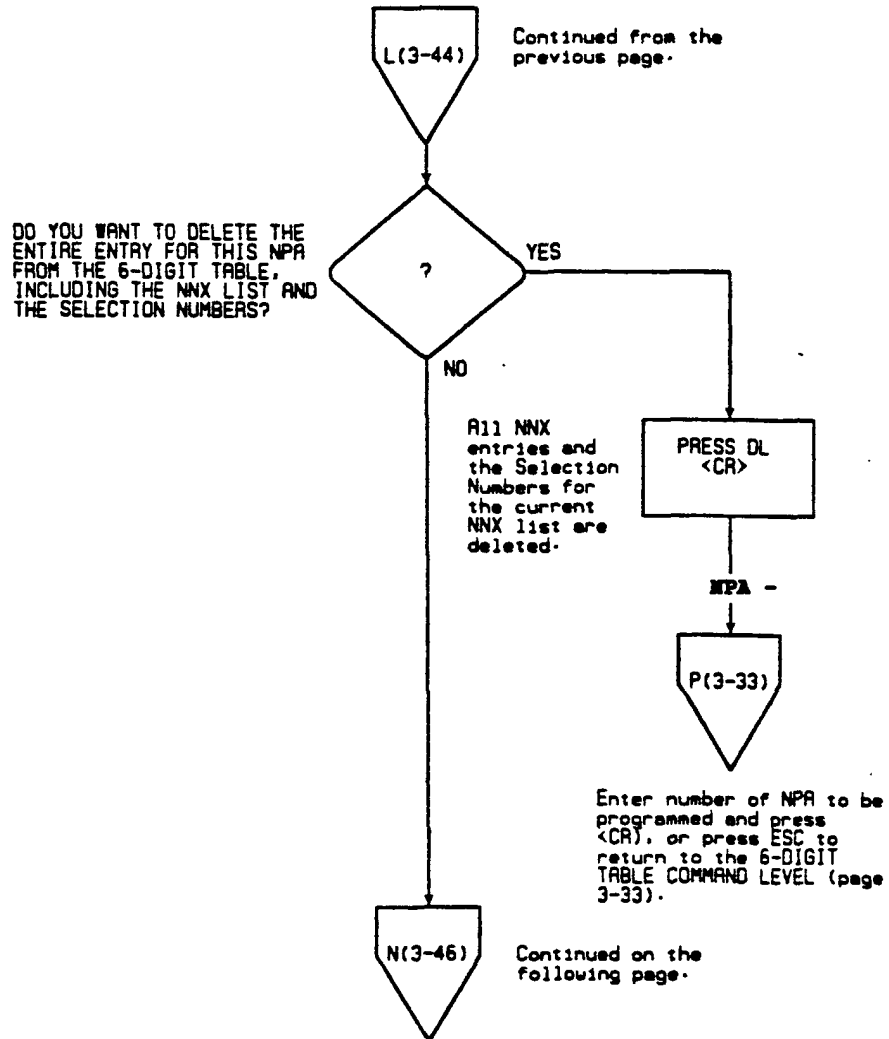 L(3-44)
Continued from the
previous page.
DO YOU WANT TO DELETE THE
ENTIRE ENTRY FOR THIS NPA
FROM THE 6-DIGIT TABLE,
INCLUDING THE NNX LIST AND
THE SELECTION NUMBERS?
?
YES
NO
All NNX
entries and
the Selection
Numbers for
the current
NNX list are
deleted.
PRESS DL
<CR>
NPA -
P(3-33)
Enter number of NPA to be
programmed and press
<CR), or press ESC to
return to the 6-DIGIT
TABLE COMMAND LEVEL (page
3-33).
N(3-46)
Continued on the
following page.